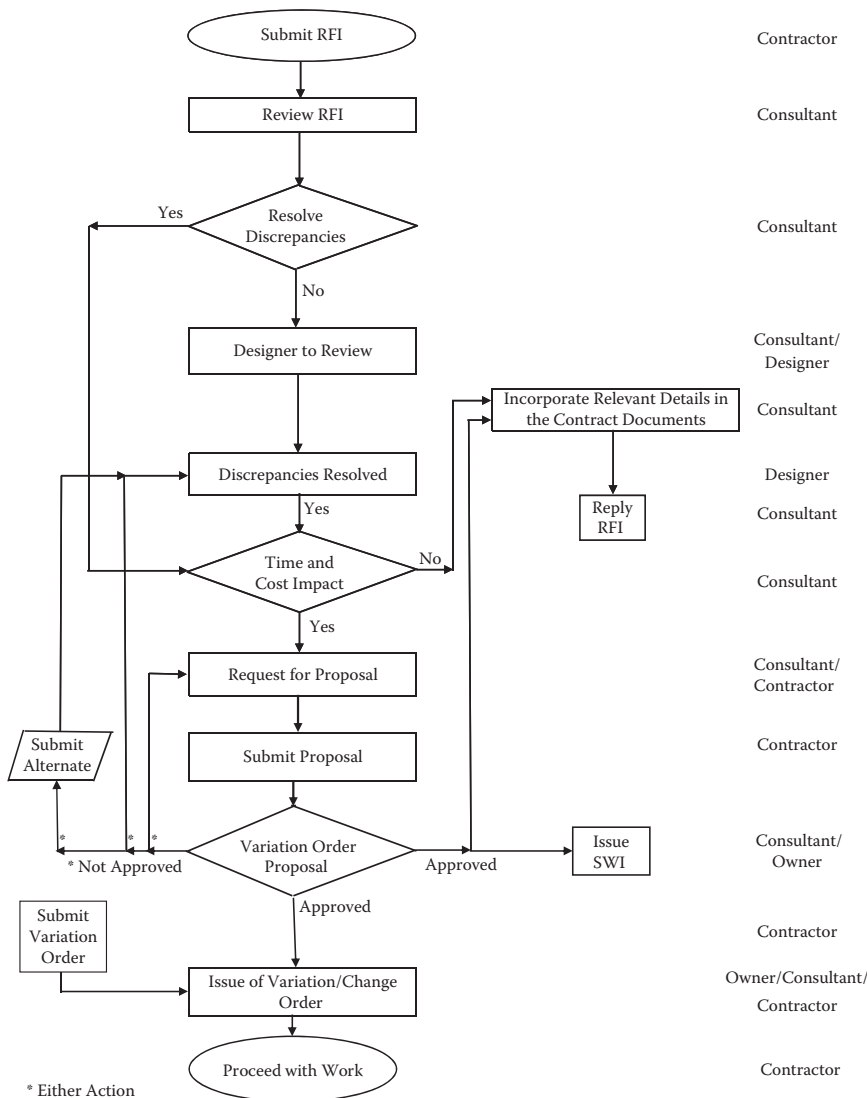 Submit RFI
Contractor
Review RFI
Consultant
Yes
Resolve
Discrepancies
Consultant
No
Designer to Review
Consultant/
Designer
Incorporate Relevant Details in
the Contract Documents
Consultant
Discrepancies Resolved
Designer
Yes
Reply
RFI
Consultant
Time and
Cost Impact
No
Consultant
Yes
Request for Proposal
Consultant/
Contractor
Submit
Alternate
Submit Proposal
Contractor
*
*
*
* Not Approved
Variation Order
Proposal
Approved
Issue
SWI
Consultant/
Owner
Approved
Submit
Variation
Order
Contractor
Issue of Variation/Change
Order
Owner/Consultant/
Contractor
Proceed with Work
Contractor
* Either Action